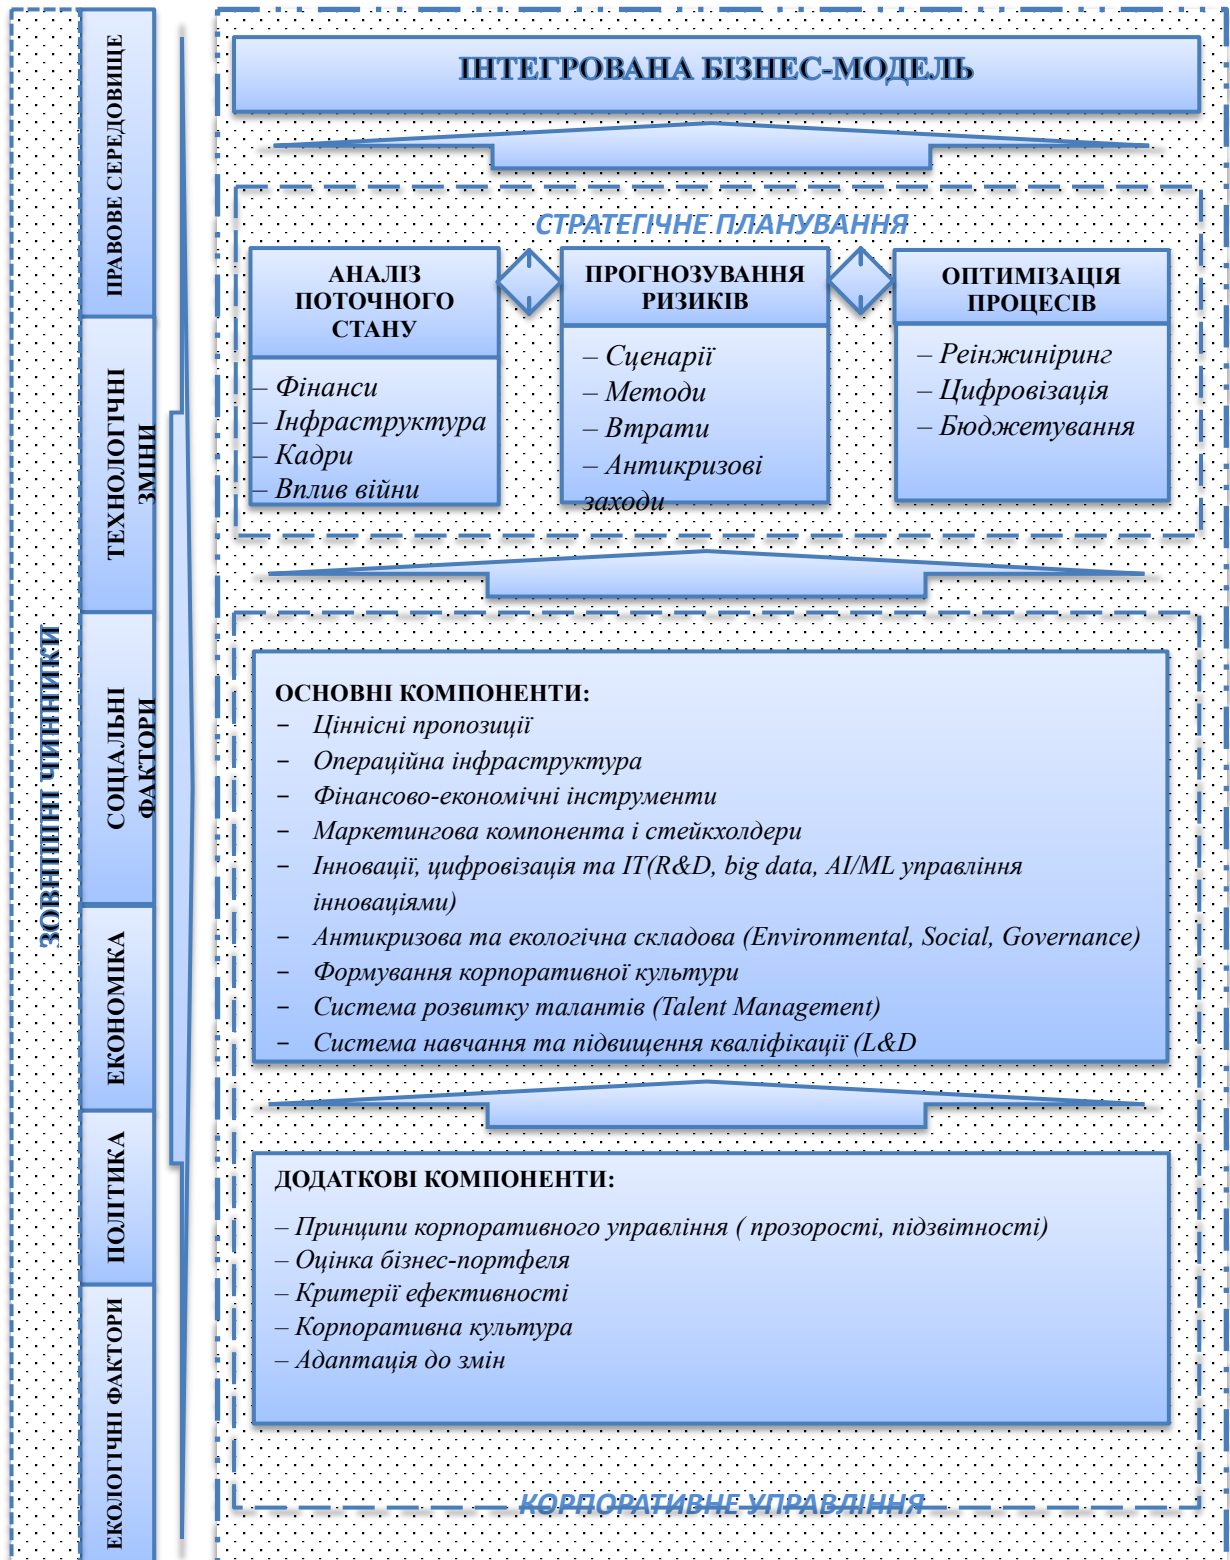 ЗОВНІШНІ ЧИННИКИ
ПРАВОВЕ СЕРЕДОВИЩЕ
ТЕХНОЛОГІЧНІ
ЗМІНИ
СОЦІАЛЬНІ
ФАКТОРИ
ЕКОНОМІКА
ПОЛІТИКА
ЕКОЛОГІЧНІ ФАКТОРИ
ІНТЕГРОВАНА БІЗНЕС-МОДЕЛЬ
СТРАТЕГІЧНЕ ПЛАНУВАННЯ
АНАЛІЗ
ПОТОЧНОГО
СТАНУ
– Фінанси
– Інфраструктура
– Кадри
– Вплив війни
ПРОГНОЗУВАННЯ
РИЗИКІВ
– Сценарії
– Методи
– Втрати
– Антикризові
заходи
ОПТИМІЗАЦІЯ
ПРОЦЕСІВ
– Реінжиніринг
– Цифровізація
– Бюджетування
ОСНОВНІ КОМПОНЕНТИ:
- Ціннісні пропозиції
- Операційна інфраструктура
- Фінансово-економічні інструменти
- Маркетингова компонента і стейкхолдери
- Інновації, цифровізація та ІТ(R&D, big data, AI/ML управління
інноваціями)
- Антикризова та екологічна складова (Environmental, Social, Governance)
- Формування корпоративної культури
- Система розвитку талантів (Talent Management)
- Система навчання та підвищення кваліфікації (L&D
ДОДАТКОВІ КОМПОНЕНТИ:
– Принципи корпоративного управління ( прозорості, підзвітності)
– Оцінка бізнес-портфеля
– Критерії ефективності
– Корпоративна культура
– Адаптація до змін
КОРПОРАТИВНЕ УПРАВЛІННЯ